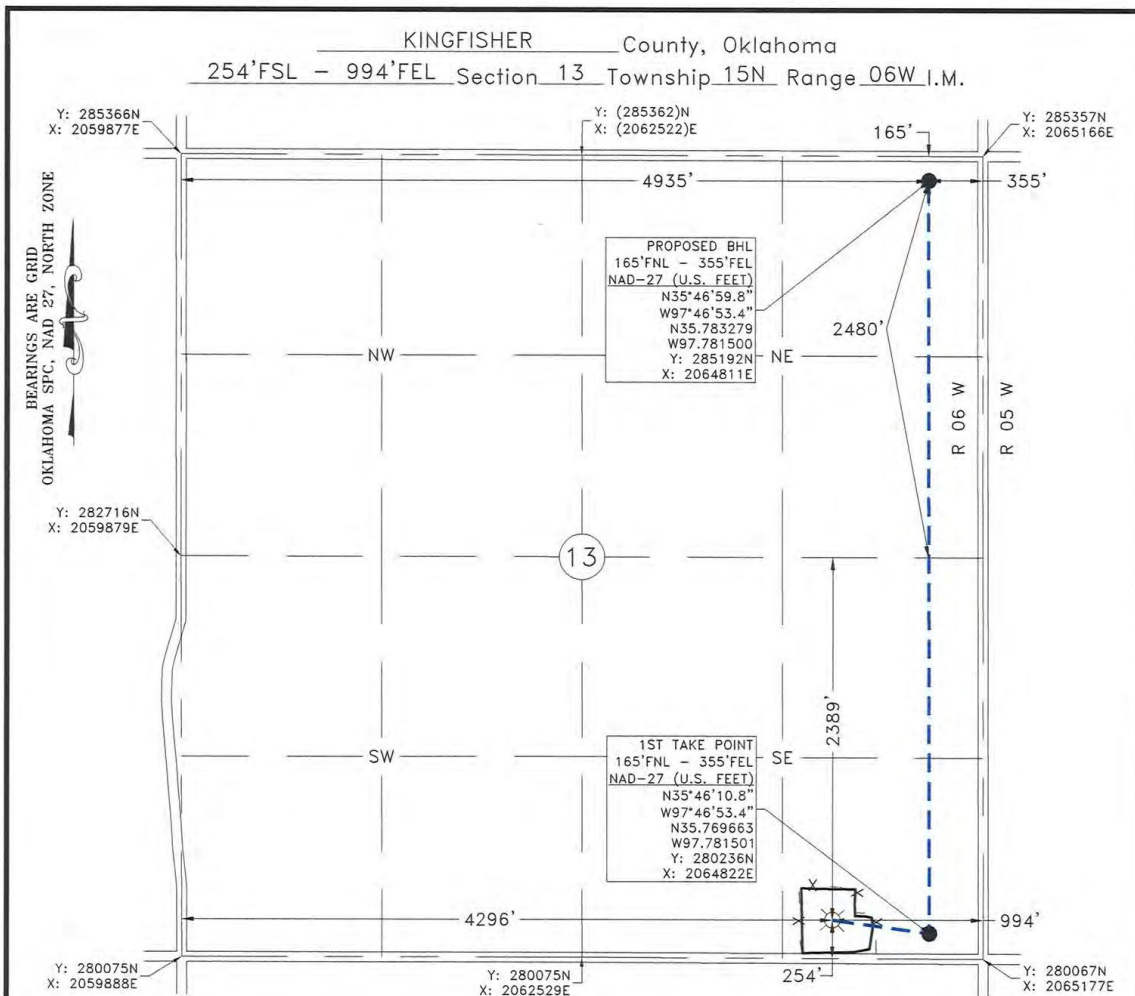 KINGFISHER County, Oklahoma
254'FSL - 994'FEL Section 13 Township 15N Range 06W I.M.
Y: 285366N
X: 2059877E
Y: (285362)N
X: (2062522)E
Y: 285357N
X: 2065166E
165'
4935'
355'
BEARINGS ARE GRID
OKLAHOMA SPC, NAD 27, NORTH ZONE
PROPOSED BHL
165'FNL - 355'FEL
NAD-27 (U.S. FEET)
N35°46'59.8"
W97°46'53.4"
N35.783279
W97.781500
Y: 285192N
X: 2064811E
2480'
NW
NE
R 06 W
R 05 W
Y: 282716N
X: 2059879E
13
2389'
1ST TAKE POINT
165'FNL - 355'FEL
NAD-27 (U.S. FEET)
N35°46'10.8"
W97°46'53.4"
N35.769663
W97.781501
Y: 280236N
X: 2064822E
SW
SE
4296'
994'
254'
Y: 280075N
X: 2059888E
Y: 280075N
X: 2062529E
Y: 280067N
X: 2065177E